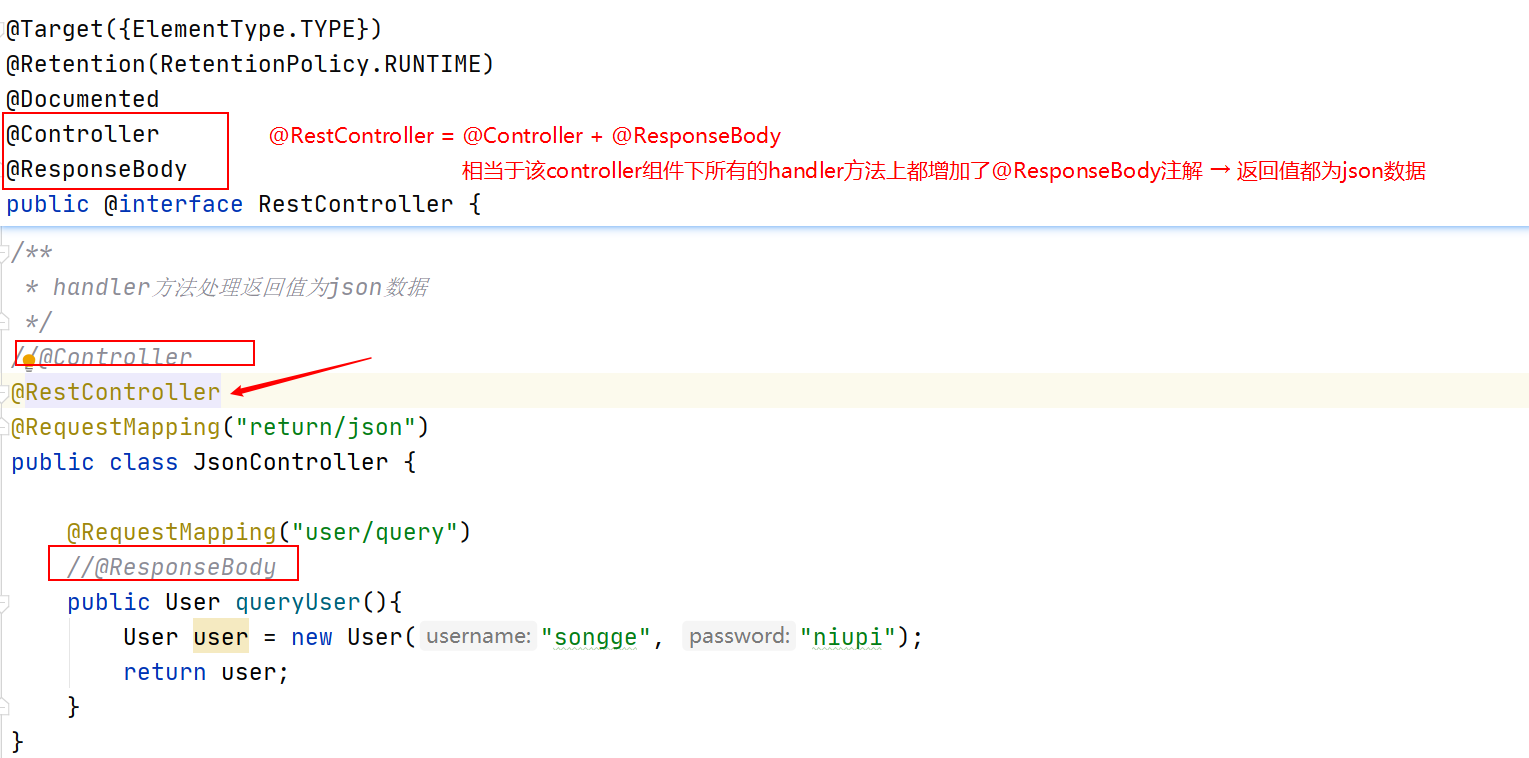 @Target({ElementType.TYPE})
@Retention(RetentionPolicy.RUNTIME)
@Documented
@Controller @RestController = @Controller + @ResponseBody
@ResponseBody 相当于该controller组件下所有的handler方法上都增加了@ResponseBody注解 → 返回值都为json数据
public @interface RestController {
/**
 * handler方法处理返回值为json数据
 */
//@Controller
@RestController
@RequestMapping("return/json")
public class JsonController {
    @RequestMapping("user/query")
    //@ResponseBody
    public User queryUser(){
        User user = new User( username: "songge", password: "niupi");
        return user;
    }
}